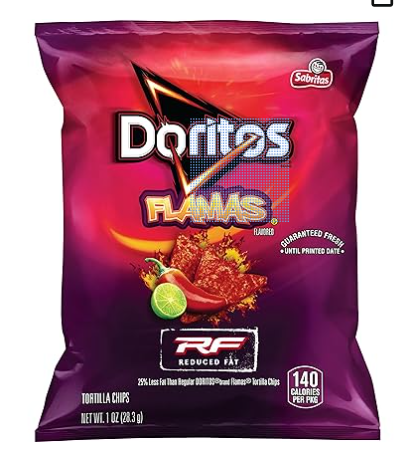 Sabritas
Doritos
FLAMAS®
FLAVORED
GUARANTEED FRESH
• UNTIL PRINTED DATE •
RF
REDUCED FAT
25% Less Fat Than Regular DORITOS® Brand Flamas® Tortilla Chips
140
CALORIES
PER PKG
TORTILLA CHIPS
NET WT. 1 OZ (28.3 g)